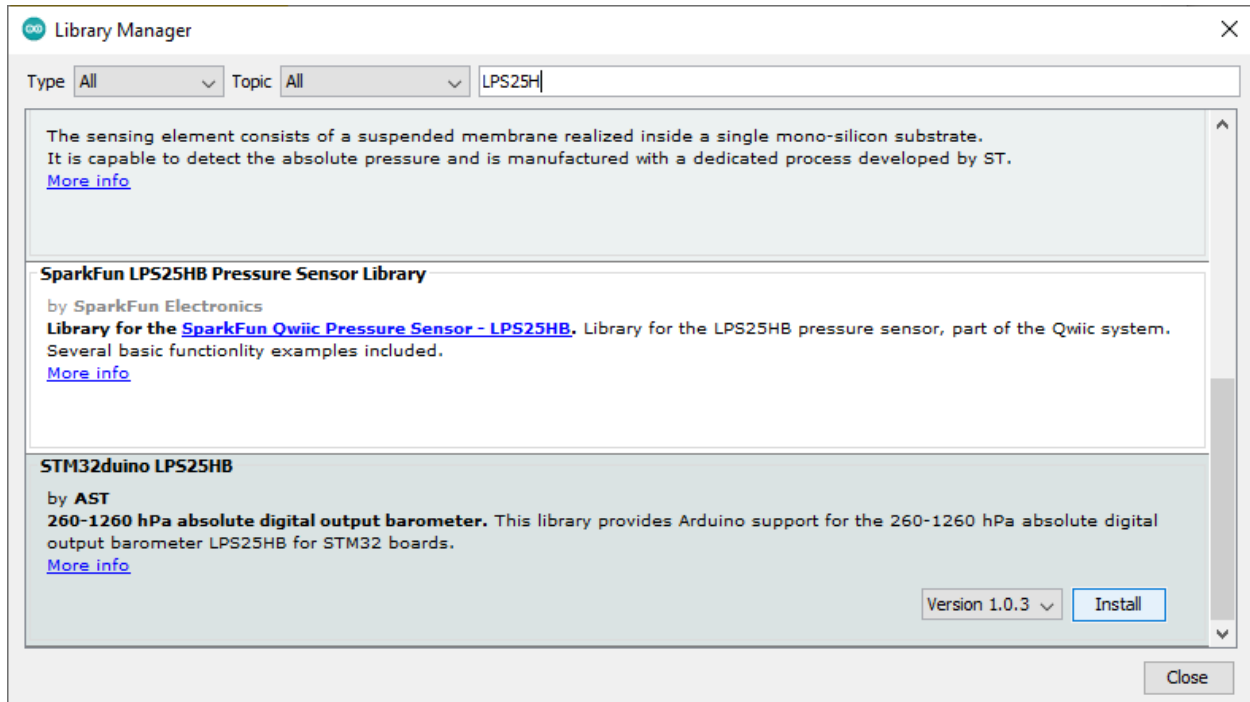 Library Manager
Type All Topic All LPS25H
The sensing element consists of a suspended membrane realized inside a single mono-silicon substrate.
It is capable to detect the absolute pressure and is manufactured with a dedicated process developed by ST.
More info
SparkFun LPS25HB Pressure Sensor Library
by SparkFun Electronics
Library for the SparkFun Qwiic Pressure Sensor - LPS25HB. Library for the LPS25HB pressure sensor, part of the Qwiic system.
Several basic functionlity examples included.
More info
STM32duino LPS25HB
by AST
260-1260 hPa absolute digital output barometer. This library provides Arduino support for the 260-1260 hPa absolute digital
output barometer LPS25HB for STM32 boards.
More info
Version 1.0.3 Install
Close